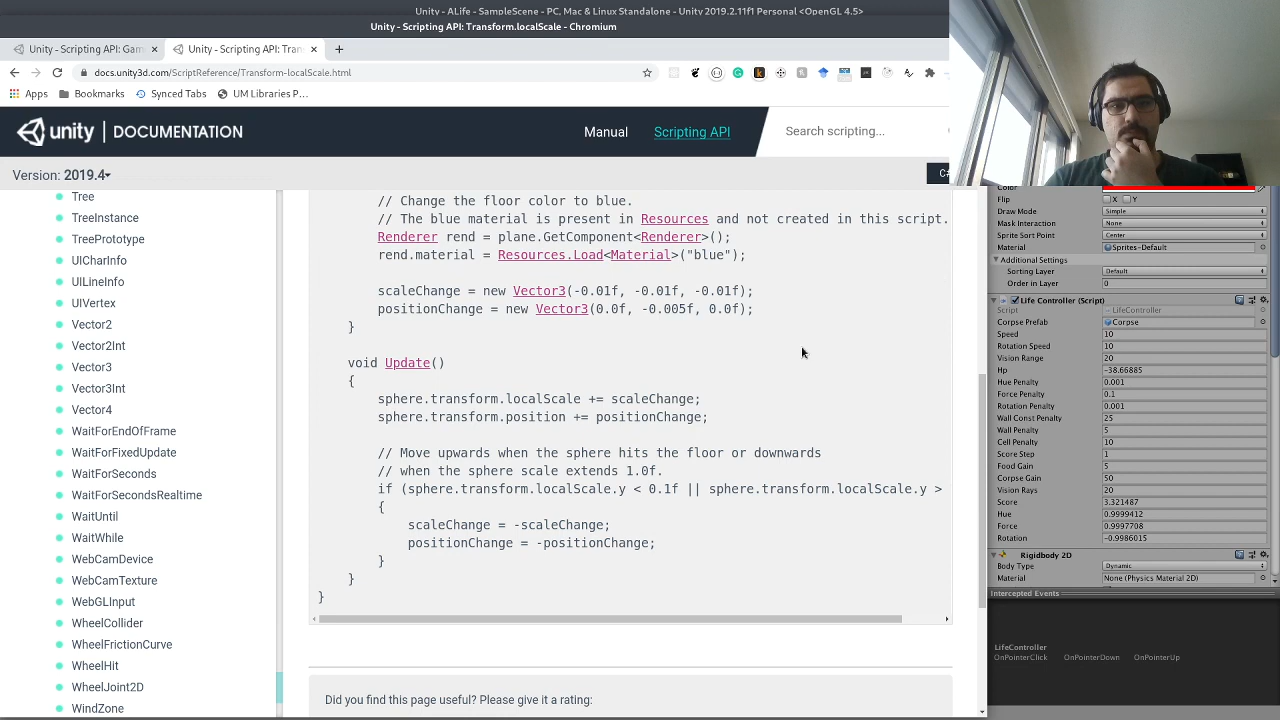 Unity - ALife - SampleScene - PC, Mac & Linux Standalone - Unity 2019.2.11f1 Personal <OpenGL 4.5>
Unity - Scripting API: Transform.localScale - Chromium
Unity - Scripting API: Gam
Unity - Scripting API: Tran
docs.unity3d.com/ScriptReference/Transform-localScale.html
Apps Bookmarks Synced Tabs UM Libraries P...
unity DOCUMENTATION
Manual Scripting API Search scripting...
Version: 2019.4
C#
Tree
TreeInstance
TreePrototype
UICharInfo
UILineInfo
UIVertex
Vector2
Vector2Int
Vector3
Vector3Int
Vector4
WaitForEndOfFrame
WaitForFixedUpdate
WaitForSeconds
WaitForSecondsRealtime
WaitUntil
WaitWhile
WebCamDevice
WebCamTexture
WebGLInput
WheelCollider
WheelFrictionCurve
WheelHit
WheelJoint2D
WindZone
// Change the floor color to blue.
// The blue material is present in Resources and not created in this script.
Renderer rend = plane.GetComponent<Renderer>();
rend.material = Resources.Load<Material>("blue");
scaleChange = new Vector3(-0.01f, -0.01f, -0.01f);
positionChange = new Vector3(0.0f, -0.005f, 0.0f);
}
void Update()
{
sphere.transform.localScale += scaleChange;
sphere.transform.position += positionChange;
// Move upwards when the sphere hits the floor or downwards
// when the sphere scale extends 1.0f.
if (sphere.transform.localScale.y < 0.1f || sphere.transform.localScale.y >
{
scaleChange = -scaleChange;
positionChange = -positionChange;
}
}
}
Did you find this page useful? Please give it a rating:
Color
Flip X Y
Draw Mode Simple
Mask Interaction None
Sprite Sort Point Center
Material Sprites-Default
Additional Settings
Sorting Layer Default
Order in Layer 0
Life Controller (Script)
Script LifeController
Corpse Prefab Corpse
Speed 10
Rotation Speed 10
Vision Range 20
Hp -38.66885
Hue Penalty 0.001
Force Penalty 0.1
Rotation Penalty 0.001
Wall Const Penalty 25
Wall Penalty 5
Cell Penalty 10
Score Step 1
Food Gain 5
Corpse Gain 50
Vision Rays 20
Score 3.321487
Hue 0.9999412
Force 0.9997708
Rotation -0.9986015
Rigidbody 2D
Body Type Dynamic
Material None (Physics Material 2D)
Intercepted Events
LifeController
OnPointerClick OnPointerDown OnPointerUp